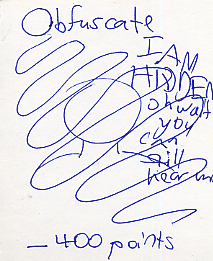 Obfuscate
I AM
HIDDEN
oh wait
you
can
still
hear me
- 400 points